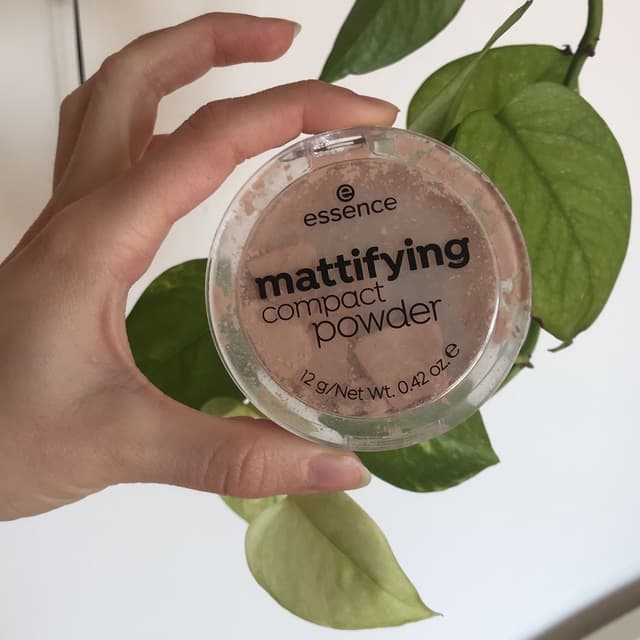 essence
mattifying
compact
powder
12 g/Net Wt. 0.42 oz. ℮